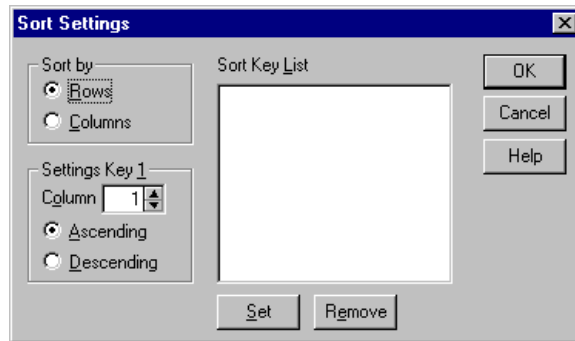 Sort Settings
Sort by
Rows
Columns
Settings Key 1
Column 1
Ascending
Descending
Sort Key List
Set Remove
OK
Cancel
Help